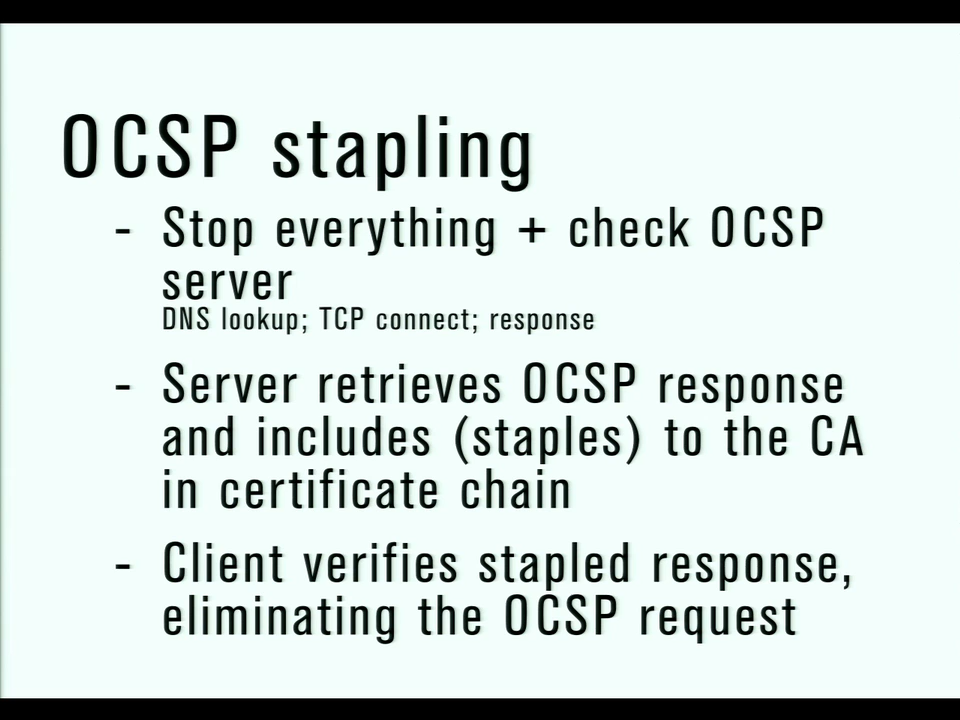 OCSP stapling
- Stop everything + check OCSP
server
DNS lookup; TCP connect; response
- Server retrieves OCSP response
and includes (staples) to the CA
in certificate chain
- Client verifies stapled response,
eliminating the OCSP request